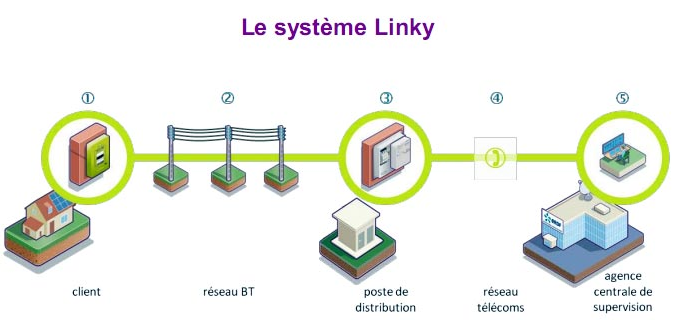 Le système Linky
① ② ③ ④ ⑤
client
réseau BT
poste de
distribution
réseau
télécoms
agence
centrale de
supervision